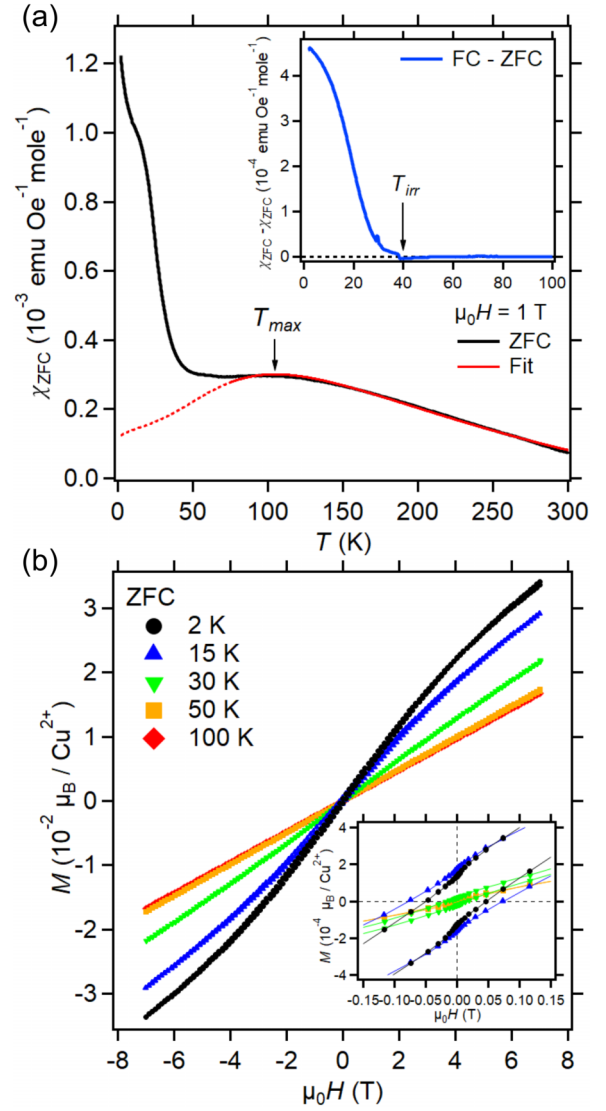 (a)
χZFC (10⁻³ emu Oe⁻¹mole⁻¹)
1.2
1.0
0.8
0.6
0.4
0.2
0.0
0
50
100
150
200
250
300
T (K)
Tmax
μ₀H = 1 T
ZFC
Fit
FC - ZFC
χZFC -χZFC (10⁻⁴ emu Oe⁻¹mole⁻¹)
4
3
2
1
0
0
20
40
60
80
100
Tirr
(b)
M (10⁻² μB / Cu²⁺)
3
2
1
0
-1
-2
-3
-8
-6
-4
-2
0
2
4
6
8
μ₀H (T)
ZFC
2 K
15 K
30 K
50 K
100 K
M (10⁻⁴ μB / Cu²⁺)
4
2
0
-2
-4
-0.15
-0.10
-0.05
0.00
0.05
0.10
0.15
μ₀H (T)